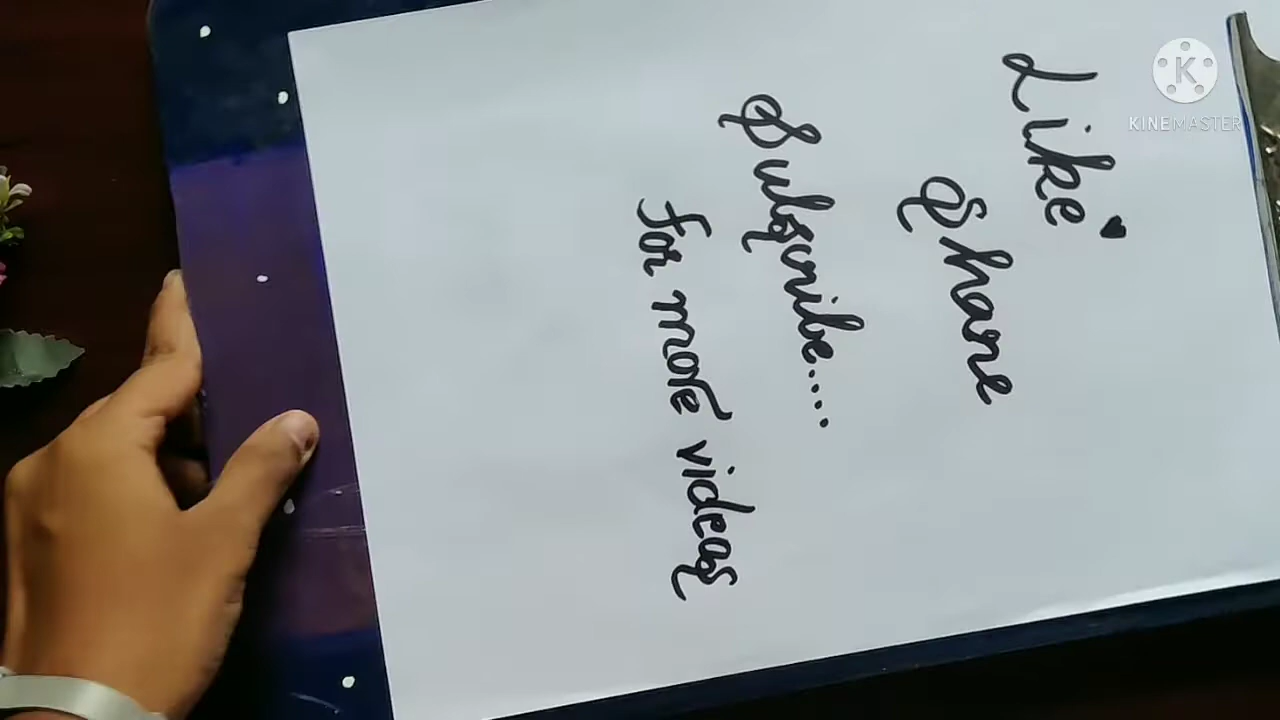 Like ♥
Share
Subscribe....
for more videos
KINEMASTER